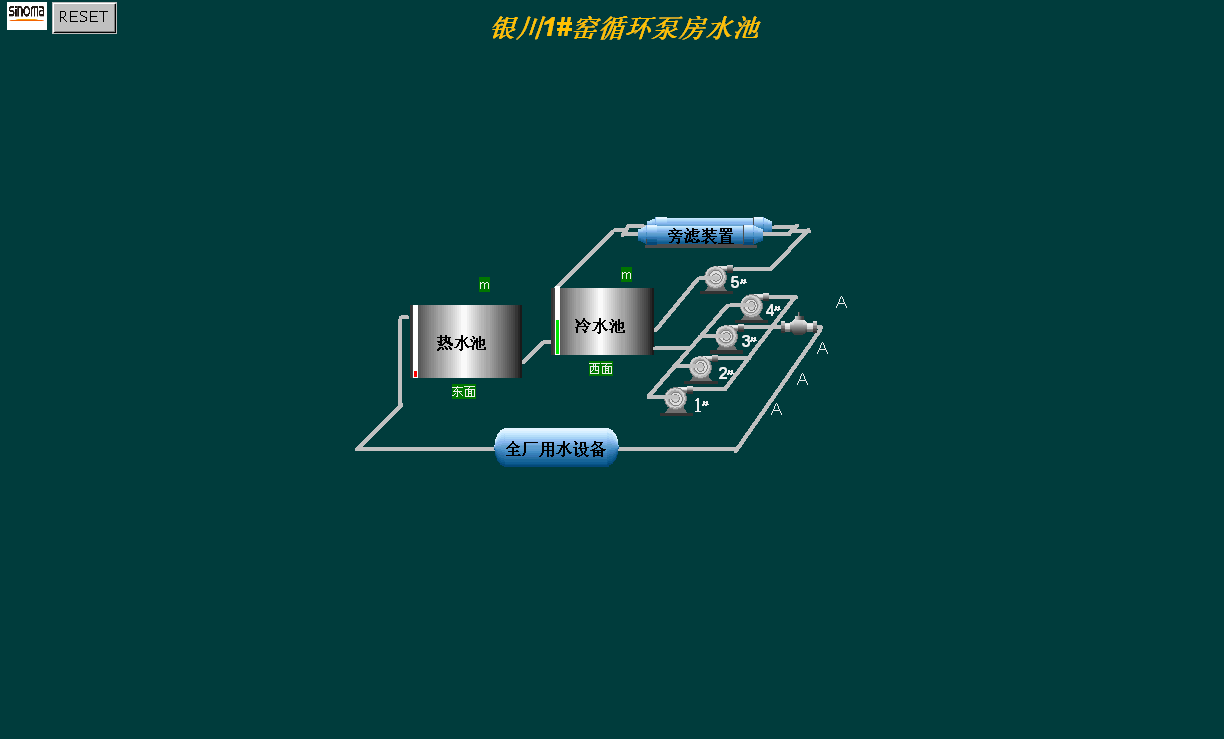 sinoma
RESET
银川1#窑循环泵房水池
旁滤装置
m
m
5#
4#
A
热水池
冷水池
3#
A
西面
2#
A
东面
1#
A
全厂用水设备